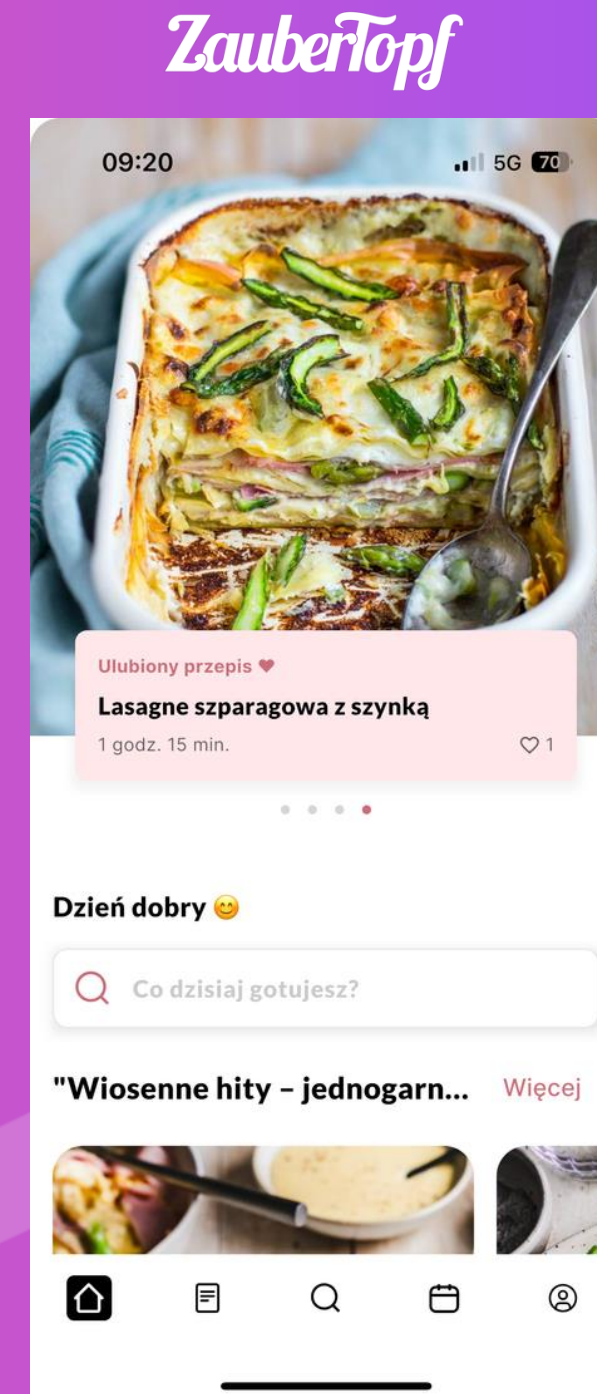 ZauberTopf
09:20
5G 70
Ulubiony przepis ❤
Lasagne szparagowa z szynką
1 godz. 15 min.
1
Dzień dobry 😊
Co dzisiaj gotujesz?
"Wiosenne hity – jednogarn...
Więcej